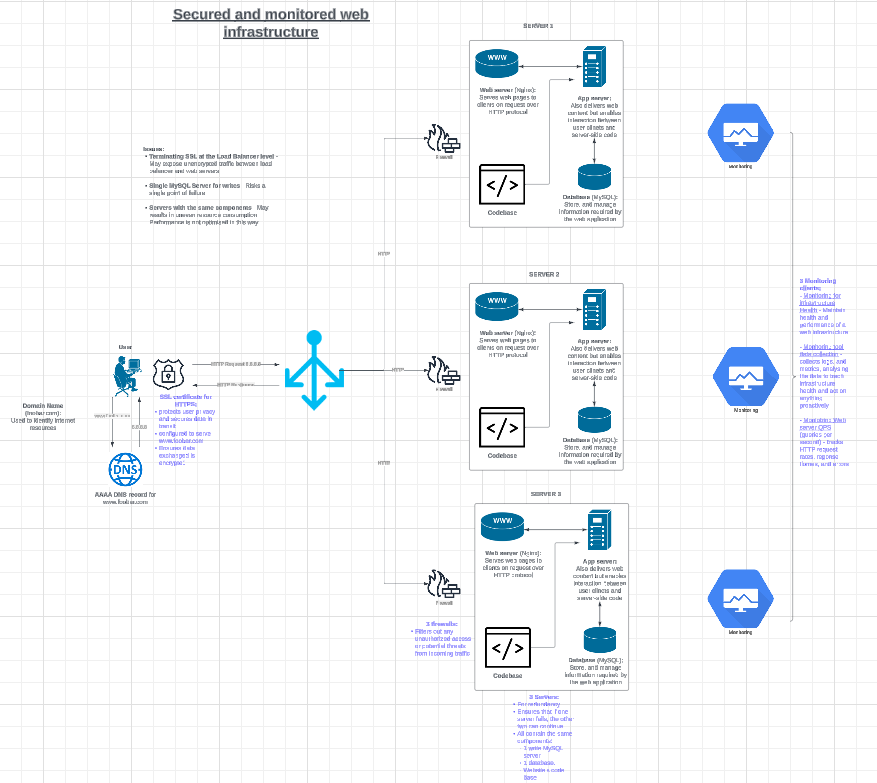 Secured and monitored web
infrastructure
SERVER 1
WWW
Web server (Nginx):
Serves web pages to
clients on request over
HTTP protocol
App server:
Also delivers web
content but enables
interaction between
user clients and
server-side code
Codebase
Database (MySQL):
Store, and manage
information required by
the web application
Firewall
Monitoring
Issues:
• Terminating SSL at the Load Balancer level -
May expose unencrypted traffic between load
balancer and web servers
• Single MySQL Server for writes Risks a
single point of failure
• Servers with the same components May
results in uneven resource consumption
Performance is not optimised in this way
HTTP
SERVER 2
WWW
Web server (Nginx):
Serves web pages to
clients on request over
HTTP protocol
App server:
Also delivers web
content but enables
interaction between
user clients and
server-side code
Codebase
Database (MySQL):
Store, and manage
information required by
the web application
Firewall
Monitoring
HTTP
User
HTTP Request
HTTP Response
Domain Name
(foobar.com):
Used to identify internet
resources
www.foobar.com
DNS
AAAA DNS record for
www.foobar.com
SSL certificate for
HTTPS:
• protects user privacy
and secures data in
transit
• configured to serve
www.foobar.com
• Ensures data
exchanged is
encrypted
3 Monitoring
clients:
- Monitoring for
Infrastructure
Health - Maintain
health and
performance of a
web infrastructure
- Monitoring tool
data collection -
collects logs, and
metrics, analysing
the data to track
infrastructure
health and act on
anything
proactively
- Monitoring Web
server QPS
(queries per
second) - tracks
HTTP request
rates, response
times, and errors
HTTP
SERVER 3
WWW
Web server (Nginx):
Serves web pages to
clients on request over
HTTP protocol
App server:
Also delivers web
content but enables
interaction between
user clients and
server-side code
Codebase
Database (MySQL):
Store, and manage
information required by
the web application
Firewall
Monitoring
3 firewalls:
• Filters out any
unauthorized access
or potential threats
from incoming traffic
3 Servers:
• For redundancy
• Ensures that if one
server fails, the other
two can continue
• All contain the same
components:
- 1 web MySQL
server
- 1 database,
Website's code
base